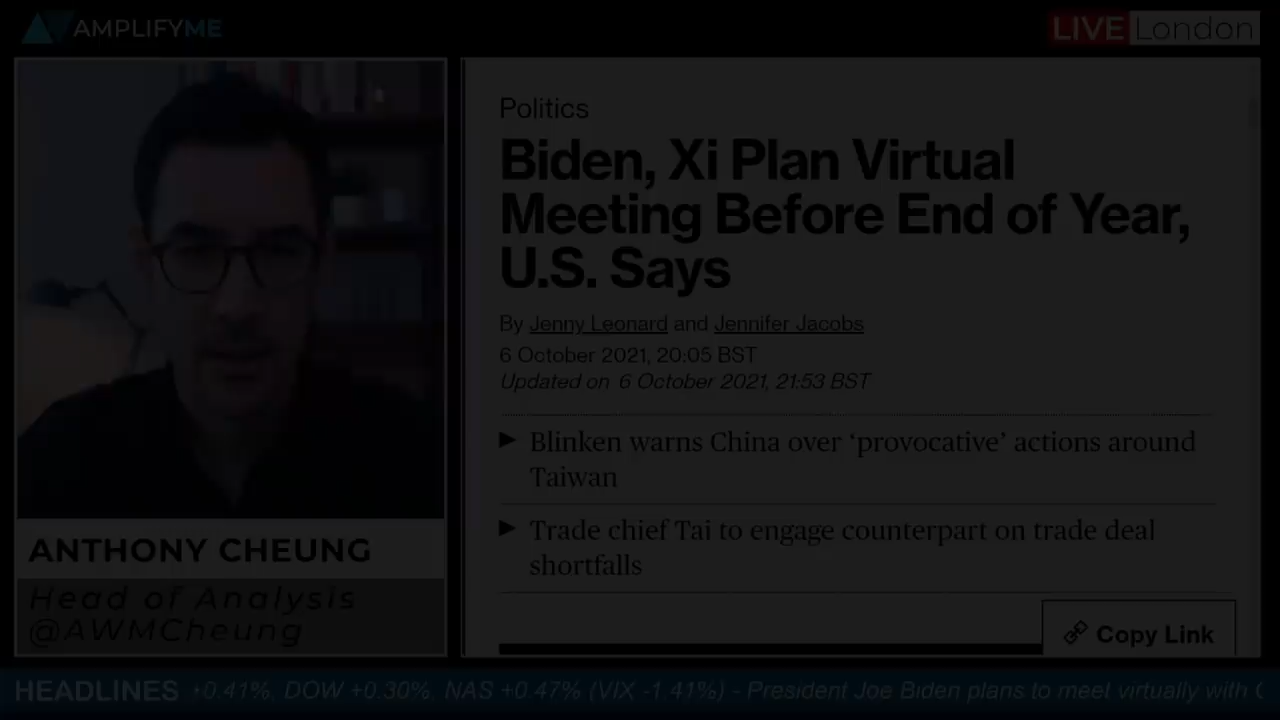 AMPLIFYME
LIVE London
Politics
Biden, Xi Plan Virtual
Meeting Before End of Year,
U.S. Says
By Jenny Leonard and Jennifer Jacobs
6 October 2021, 20:05 BST
Updated on 6 October 2021, 21:53 BST
Blinken warns China over ‘provocative’ actions around
Taiwan
Trade chief Tai to engage counterpart on trade deal
shortfalls
Copy Link
ANTHONY CHEUNG
Head of Analysis
@AWMCheung
HEADLINES +0.41%, DOW +0.30%, NAS +0.47% (VIX -1.41%) - President Joe Biden plans to meet virtually with